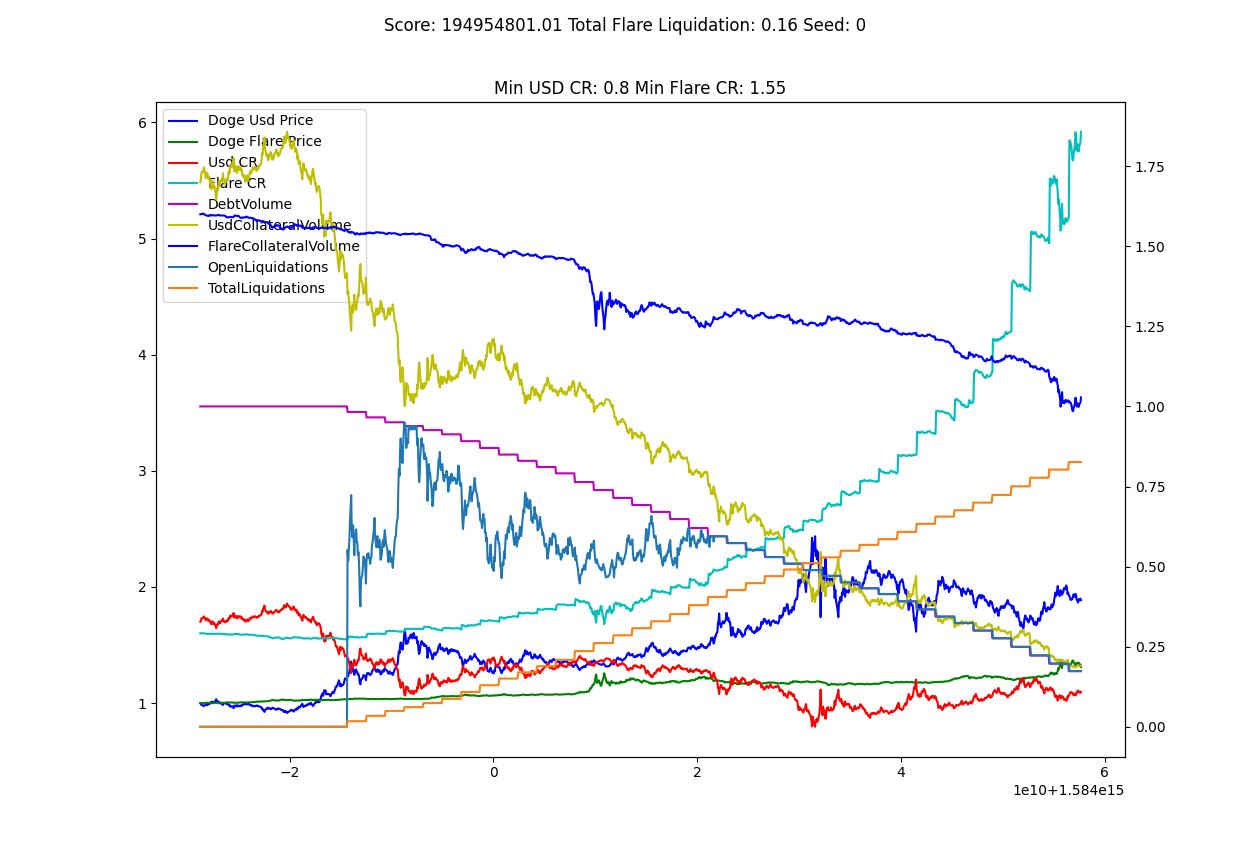 Score: 194954801.01 Total Flare Liquidation: 0.16 Seed: 0
Min USD CR: 0.8 Min Flare CR: 1.55
Doge Usd Price
Doge Flare Price
Usd CR
Flare CR
DebtVolume
UsdCollateralVolume
FlareCollateralVolume
OpenLiquidations
TotalLiquidations
6
5
4
3
2
1
1.75
1.50
1.25
1.00
0.75
0.50
0.25
0.00
−2
0
2
4
6
1e10+1.584e15